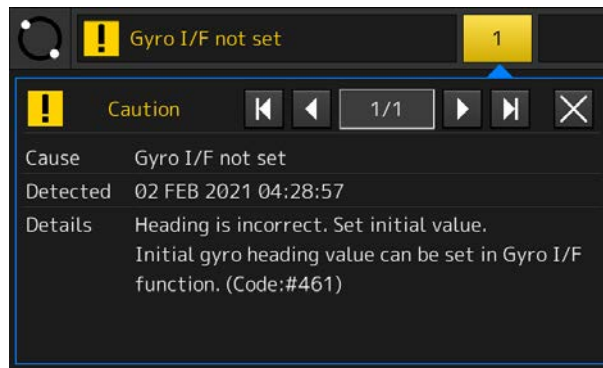 ! Gyro I/F not set 1
! Caution 1/1
Cause Gyro I/F not set
Detected 02 FEB 2021 04:28:57
Details Heading is incorrect. Set initial value.
Initial gyro heading value can be set in Gyro I/F
function. (Code:#461)